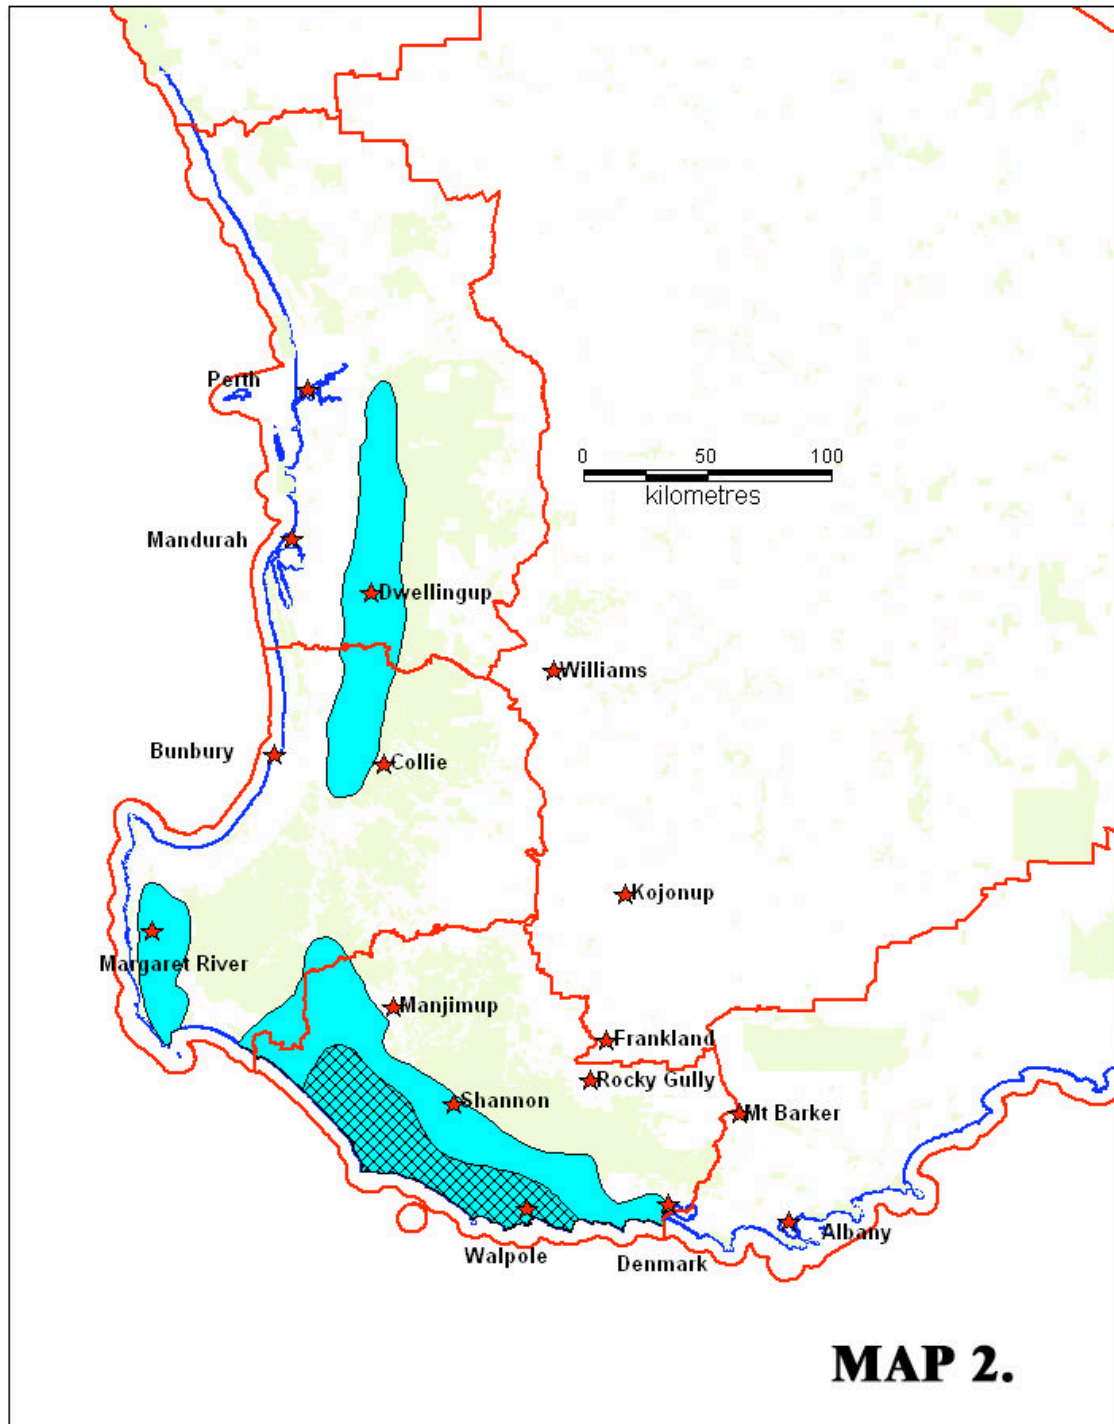 Perth
0 50 100
kilometres
Mandurah
Dwellingup
Williams
Bunbury
Collie
Kojonup
Margaret River
Manjimup
Frankland
Rocky Gully
Shannon
Mt Barker
Albany
Walpole
Denmark
MAP 2.